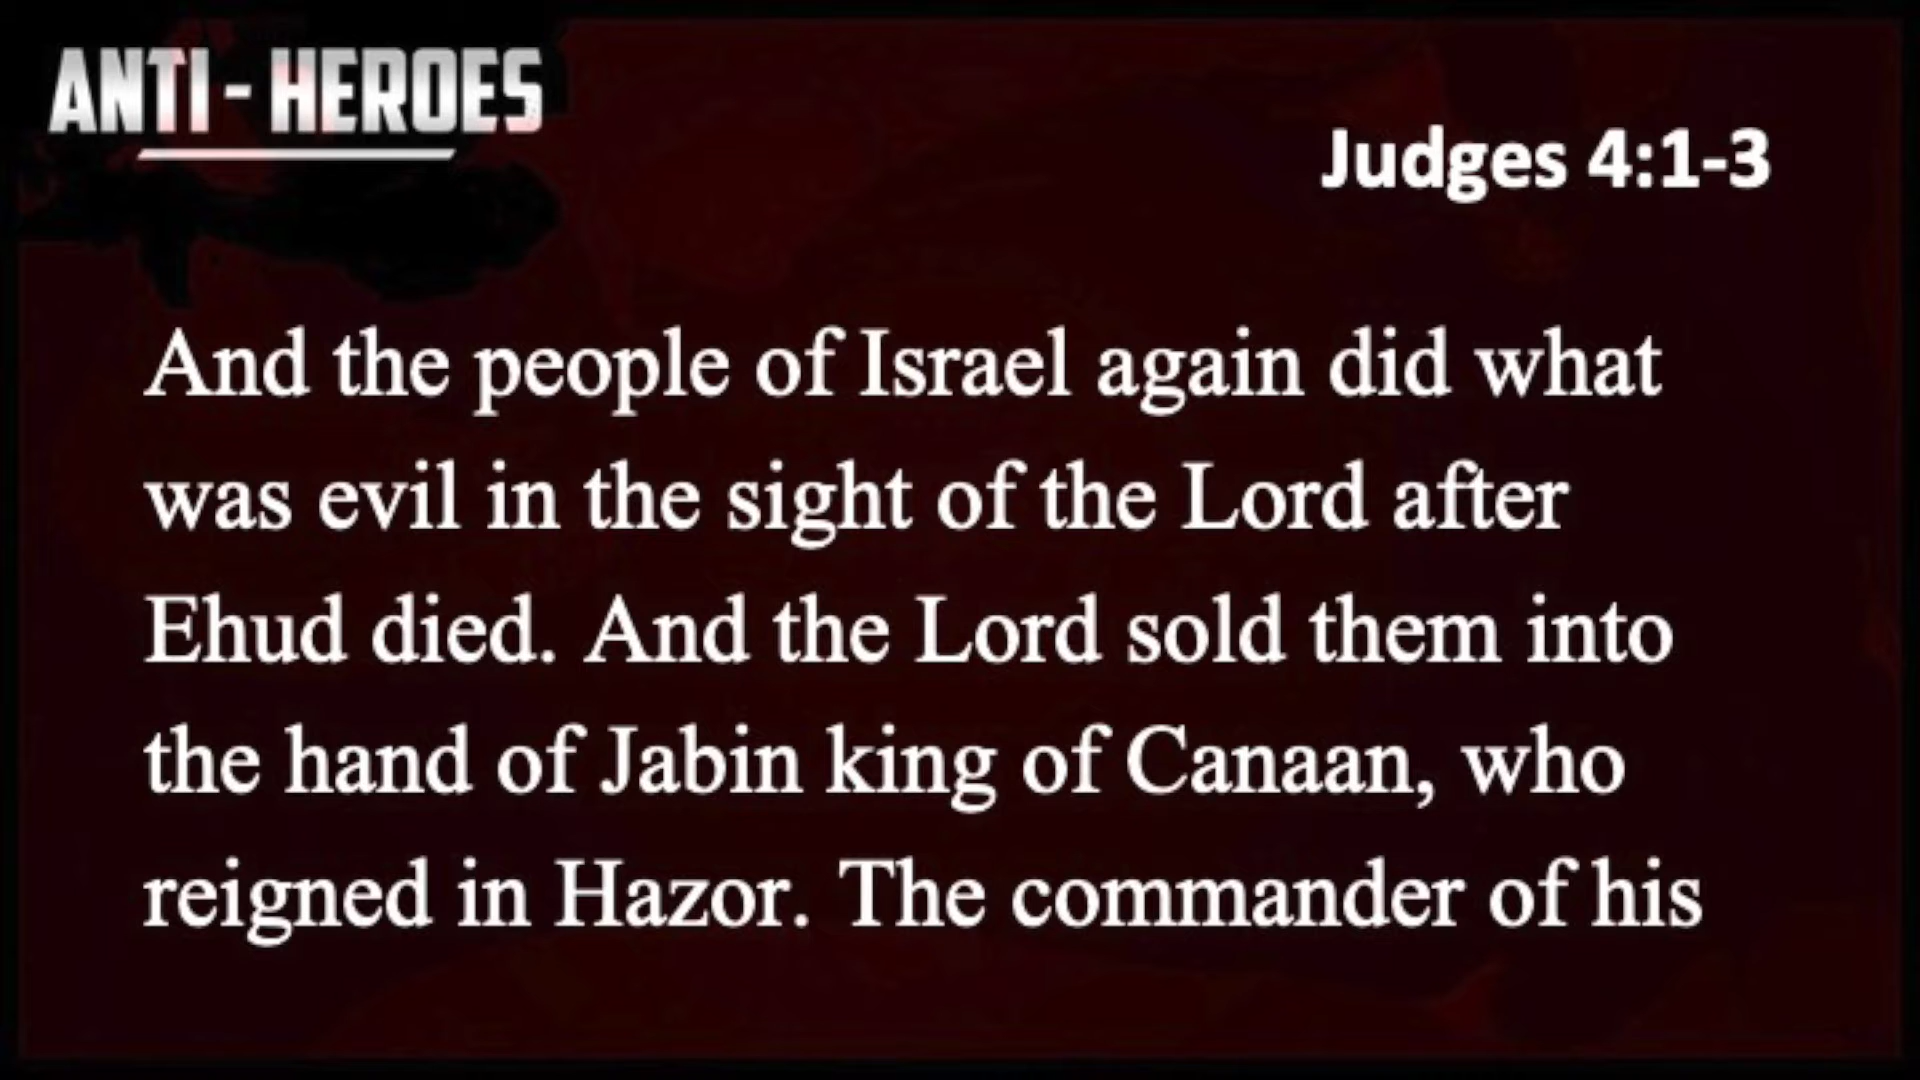 ANTI - HEROES
Judges 4:1-3
And the people of Israel again did what
was evil in the sight of the Lord after
Ehud died. And the Lord sold them into
the hand of Jabin king of Canaan, who
reigned in Hazor. The commander of his